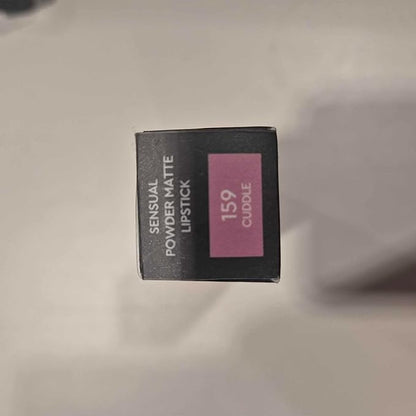 SENSUAL
POWDER MATTE
LIPSTICK
159
CUDDLE